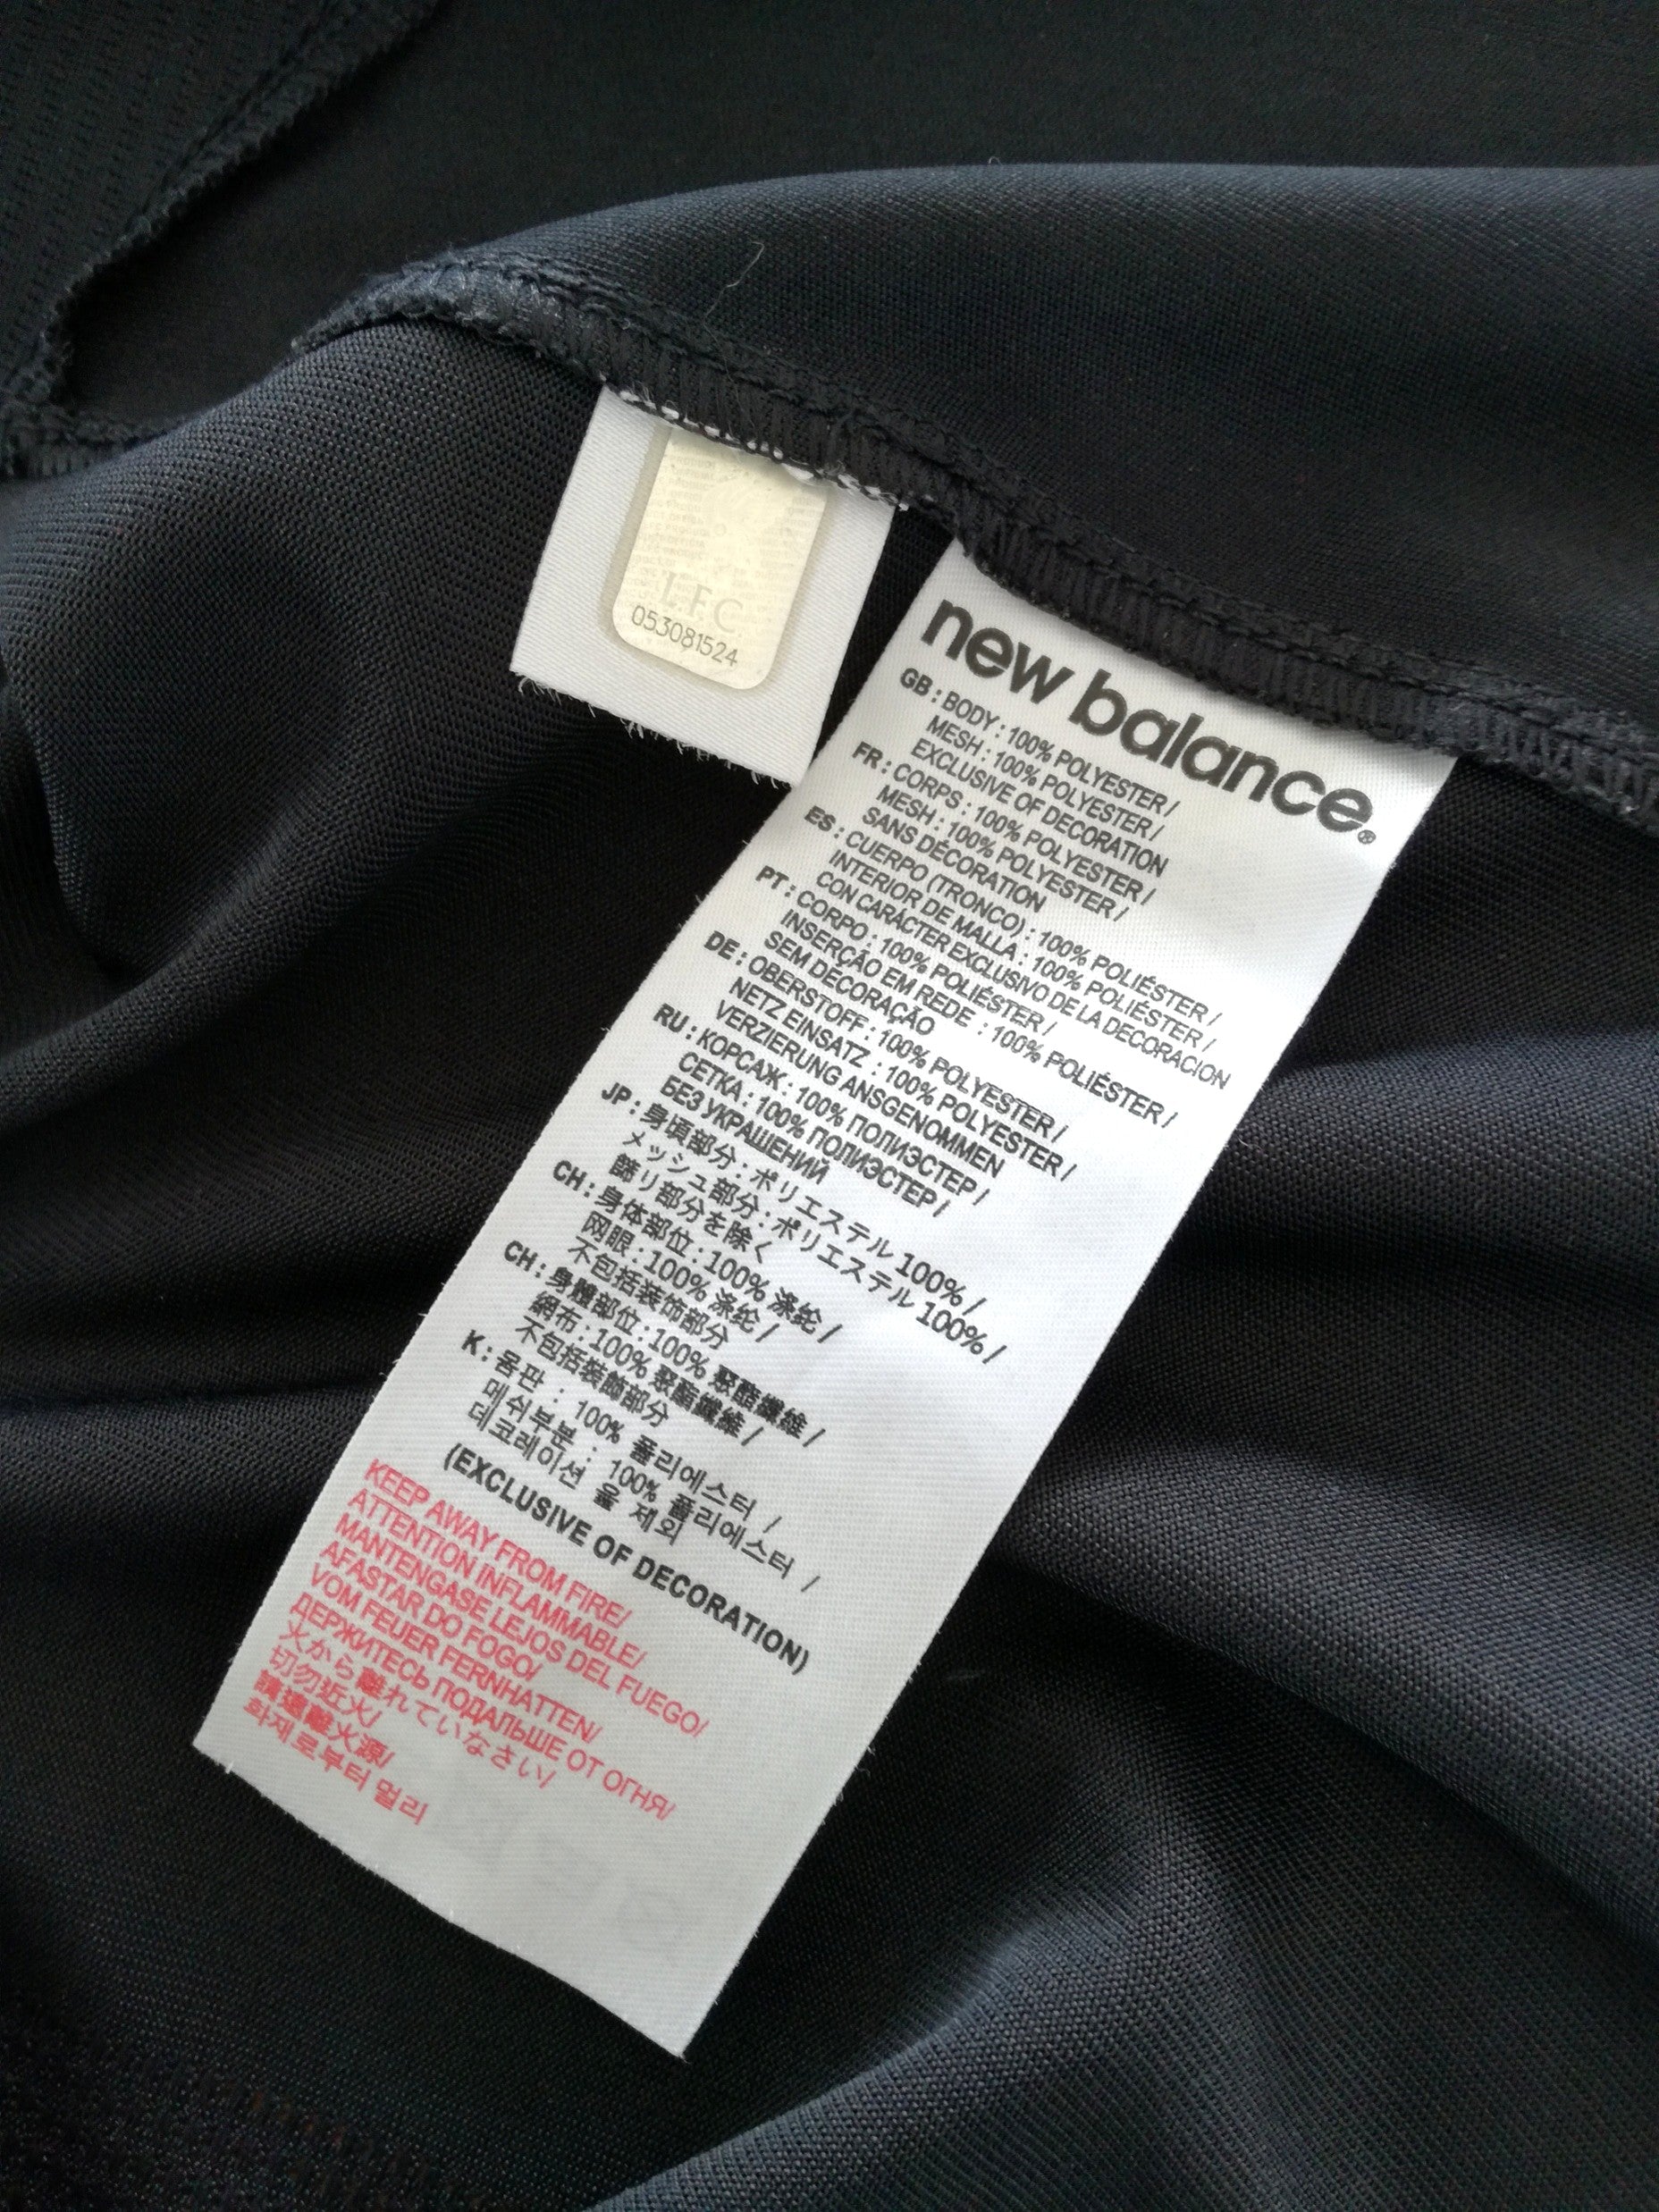 L.F.C
053081524
new balance®
GB : BODY : 100% POLYESTER /
MESH : 100% POLYESTER /
EXCLUSIVE OF DECORATION
FR : CORPS : 100% POLYESTER /
MESH : 100% POLYESTER /
SANS DÉCORATION
ES : CUERPO (TRONCO) : 100% POLIÉSTER /
INTERIOR DE MALLA : 100% POLIÉSTER /
CON CARÁCTER EXCLUSIVO DE LA DECORACION
PT : CORPO : 100% POLIÉSTER /
INSERÇÃO EM REDE : 100% POLIÉSTER /
SEM DECORAÇÃO
DE : OBERSTOFF : 100% POLYESTER /
NETZ EINSATZ : 100% POLYESTER /
VERZIERUNG ANSGENOMMEN
RU : КОРСАЖ : 100% ПОЛИЭСТЕР /
СЕТКА : 100% ПОЛИЭСТЕР /
БЕЗ УКРАШЕНИЙ
JP : 身頃部分 : ポリエステル 100% /
メッシュ部分 : ポリエステル 100% /
飾り部分を除く
CH : 身体部位 : 100% 涤纶 /
网眼 : 100% 涤纶 /
不包括装饰部分
CH : 身體部位 : 100% 聚酯纖維 /
網布 : 100% 聚酯纖維 /
不包括裝飾部分
K : 몸판 : 100% 폴리에스터 /
메쉬부분 : 100% 폴리에스터 /
데코레이션 을 제외
(EXCLUSIVE OF DECORATION)
KEEP AWAY FROM FIRE/
ATTENTION INFLAMMABLE/
MANTENGASE LEJOS DEL FUEGO/
AFASTAR DO FOGO/
VOM FEUER FERNHATTEN/
ДЕРЖИТЕСЬ ПОДАЛЬШЕ ОТ ОГНЯ/
火から離れていなさい/
切勿近火/
請遠離火源/
화재로부터 멀리